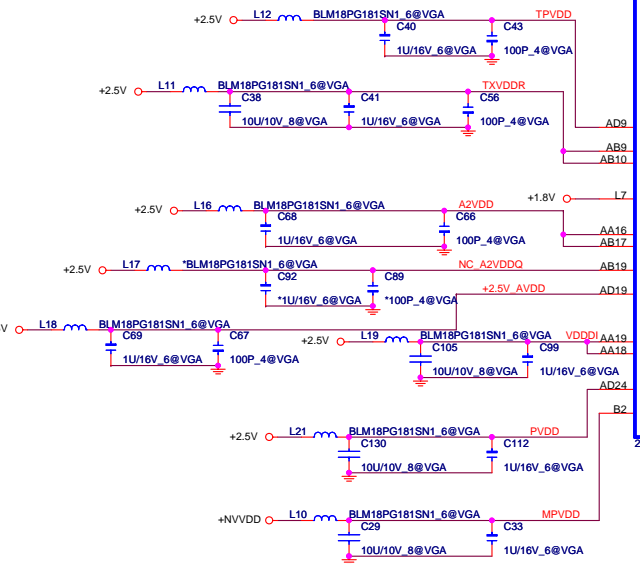 +2.5V L12 BLM18PG181SN1_6@VGA TPVDD
C40 C43
1U/16V_6@VGA 100P_4@VGA
+2.5V L11 BLM18PG181SN1_6@VGA TXVDDR
C38 C41 C56
10U/10V_8@VGA 1U/16V_6@VGA 100P_4@VGA
AD9
AB9
AB10
+1.8V L7
+2.5V L16 BLM18PG181SN1_6@VGA A2VDD
C68 C66
1U/16V_6@VGA 100P_4@VGA
AA16
AB17
+2.5V L17 *BLM18PG181SN1_6@VGA NC_A2VDDQ AB19
C92 C89
*1U/16V_6@VGA *100P_4@VGA
+2.5V_AVDD AD19
V L18 BLM18PG181SN1_6@VGA
C69 C67
1U/16V_6@VGA 100P_4@VGA
+2.5V L19 BLM18PG181SN1_6@VGA VDDDI AA19
C105 C99 AA18
10U/10V_8@VGA 1U/16V_6@VGA
AD24
B2
+2.5V L21 BLM18PG181SN1_6@VGA PVDD
C130 C112
10U/10V_8@VGA 1U/16V_6@VGA
2
+NVVDD L10 BLM18PG181SN1_6@VGA MPVDD
C29 C33
10U/10V_8@VGA 1U/16V_6@VGA